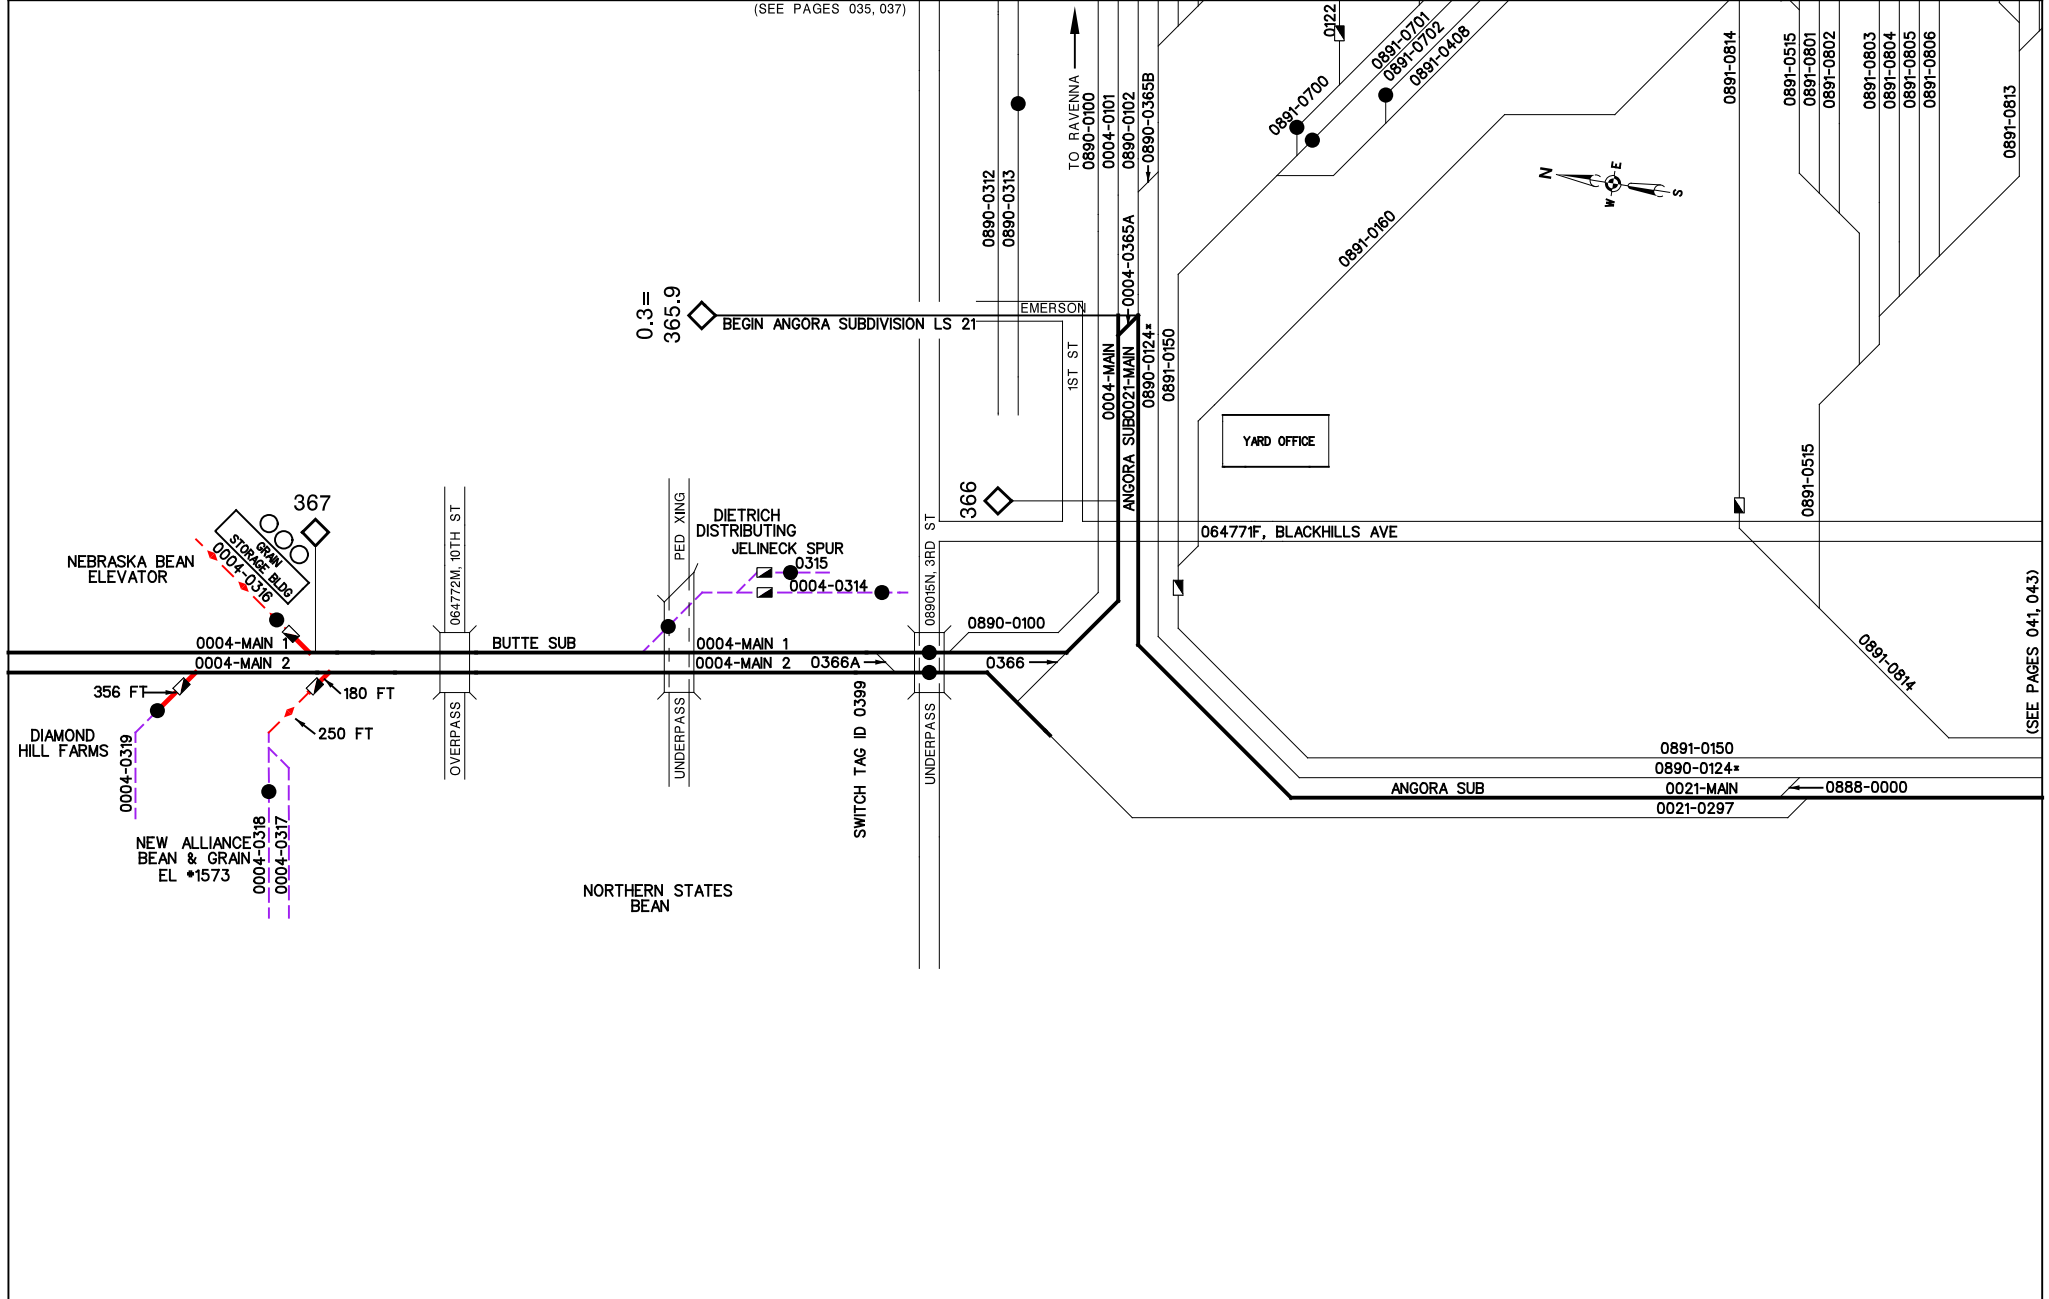 (SEE PAGES 035, 037)
TO RAVENNA
0890-0100
0004-0101
0890-0102
0890-0365B
0122
0891-0700
0891-0701
0891-0702
0891-0408
0891-0814
0891-0515
0891-0801
0891-0802
0891-0803
0891-0804
0891-0805
0891-0806
0891-0813
0890-0312
0890-0313
0891-0160
N
E
W
S
0.3=
365.9
BEGIN ANGORA SUBDIVISION LS 21
EMERSON
0004-0365A
1ST ST
0004-MAIN
ANGORA SUB
0021-MAIN
0890-0124*
0891-0150
YARD OFFICE
0891-0515
366
367
064771F, BLACKHILLS AVE
NEBRASKA BEAN
ELEVATOR
GRAIN
STORAGE BLDG
0004-0316
064772M, 10TH ST
PED XING
DIETRICH
DISTRIBUTING
JELINECK SPUR
0315
0004-0314
089015N, 3RD ST
0890-0100
0004-MAIN 1
BUTTE SUB
0004-MAIN 1
0004-MAIN 2
0004-MAIN 2
0366A
0366
356 FT
180 FT
250 FT
DIAMOND
HILL FARMS
0004-0319
OVERPASS
UNDERPASS
SWITCH TAG ID 0399
UNDERPASS
0891-0814
(SEE PAGES 041, 043)
0891-0150
0890-0124*
ANGORA SUB
0021-MAIN
0888-0000
0021-0297
NEW ALLIANCE
BEAN & GRAIN
EL #1573
0004-0318
0004-0317
NORTHERN STATES
BEAN